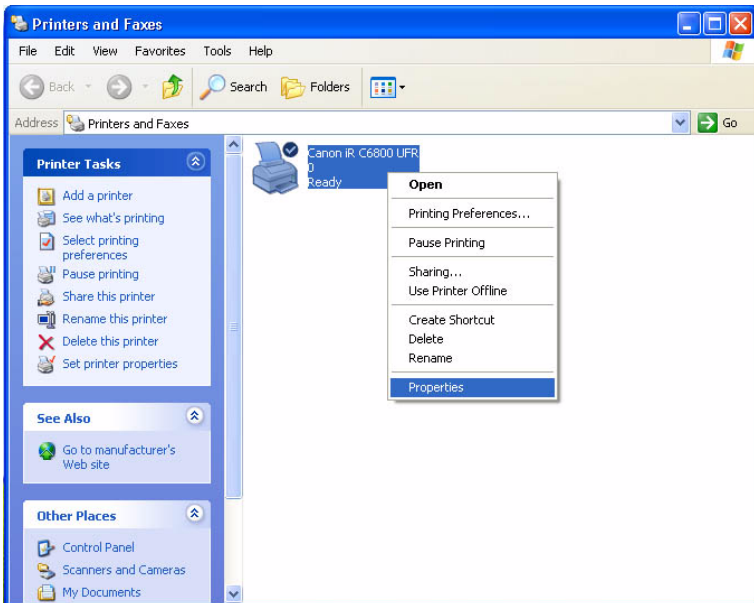 Printers and Faxes
File Edit View Favorites Tools Help
Back Search Folders
Address Printers and Faxes Go
Printer Tasks
Add a printer
See what's printing
Select printing
preferences
Pause printing
Share this printer
Rename this printer
Delete this printer
Set printer properties
See Also
Go to manufacturer's
Web site
Other Places
Control Panel
Scanners and Cameras
My Documents
Canon iR C6800 UFR
0
Ready
Open
Printing Preferences...
Pause Printing
Sharing...
Use Printer Offline
Create Shortcut
Delete
Rename
Properties